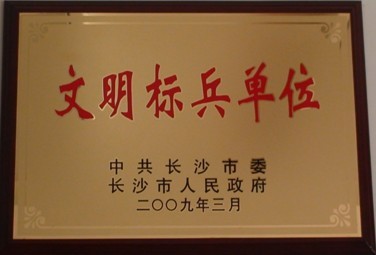 文明标兵单位
中共长沙市委
长沙市人民政府
二〇〇九年三月